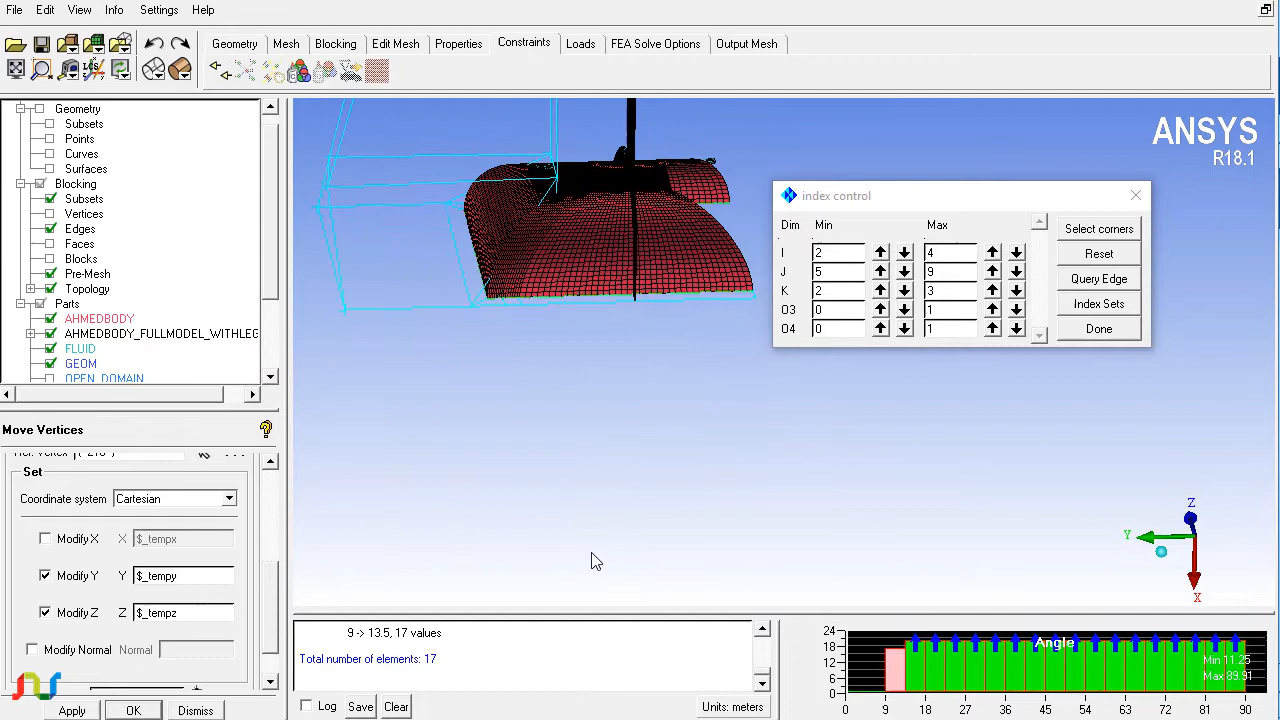 File Edit View Info Settings Help
Geometry Mesh Blocking Edit Mesh Properties Constraints Loads FEA Solve Options Output Mesh
Geometry
Subsets
Points
Curves
Surfaces
Blocking
Subsets
Vertices
Edges
Faces
Blocks
Pre-Mesh
Topology
Parts
AHMEDBODY
AHMEDBODY_FULLMODEL_WITHLEG
FLUID
GEOM
OPEN_DOMAIN
ANSYS
R18.1
index control
Dim Min Max
I 2 4
J 5 9
K 2 3
O3 0 1
O4 0 1
Select corners
Reset
Query Edge
Index Sets
Done
Move Vertices
Ref. Vertex
Set
Coordinate system Cartesian
Modify X X $_tempx
Modify Y Y $_tempy
Modify Z Z $_tempz
Modify Normal Normal
Apply OK Dismiss
Z
Y
X
9 -> 13.5, 17 values
Total number of elements: 17
Log Save Clear
Units: meters
Angle
Min 11.25
Max 89.91
24
18
12
6
0
0 9 18 27 36 45 54 63 72 81 90